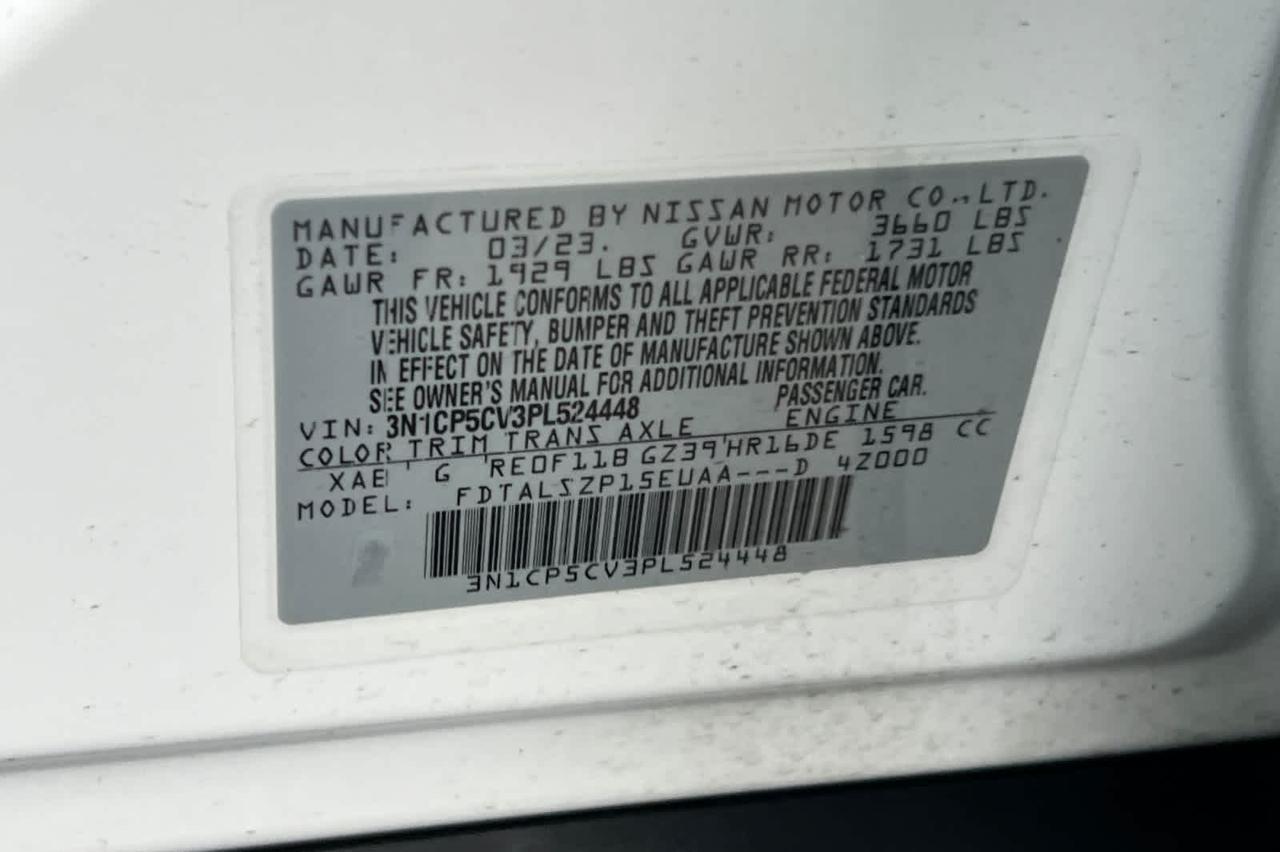 MANUFACTURED BY NISSAN MOTOR CO.,LTD.
DATE: 03/23. GVWR: 3660 LBS
GAWR FR: 1929 LBS GAWR RR: 1731 LBS
THIS VEHICLE CONFORMS TO ALL APPLICABLE FEDERAL MOTOR
VEHICLE SAFETY, BUMPER AND THEFT PREVENTION STANDARDS
IN EFFECT ON THE DATE OF MANUFACTURE SHOWN ABOVE.
SEE OWNER'S MANUAL FOR ADDITIONAL INFORMATION.
VIN: 3N1CP5CV3PL524448 PASSENGER CAR.
COLOR TRIM TRANS AXLE ENGINE
XAE G RE0F11B GZ39 HR16DE 1598 CC
MODEL: FDTALSZP15EUAA---D 4Z000
3N1CP5CV3PL524448